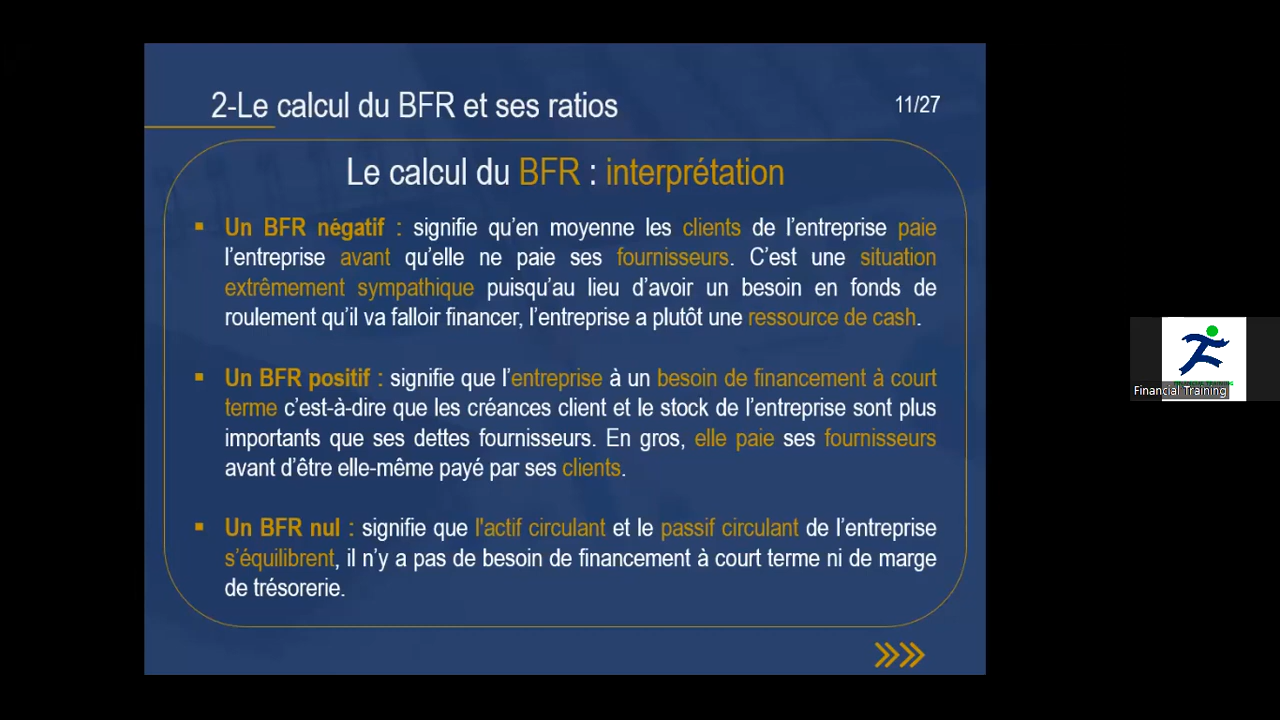 2-Le calcul du BFR et ses ratios
11/27
Le calcul du BFR : interprétation
▪ Un BFR négatif : signifie qu’en moyenne les clients de l’entreprise paie
l’entreprise avant qu’elle ne paie ses fournisseurs. C’est une situation
extrêmement sympathique puisqu’au lieu d’avoir un besoin en fonds de
roulement qu’il va falloir financer, l’entreprise a plutôt une ressource de cash.
▪ Un BFR positif : signifie que l’entreprise à un besoin de financement à court
terme c’est-à-dire que les créances client et le stock de l’entreprise sont plus
importants que ses dettes fournisseurs. En gros, elle paie ses fournisseurs
avant d’être elle-même payé par ses clients.
▪ Un BFR nul : signifie que l'actif circulant et le passif circulant de l’entreprise
s’équilibrent, il n’y a pas de besoin de financement à court terme ni de marge
de trésorerie.
Financial Training